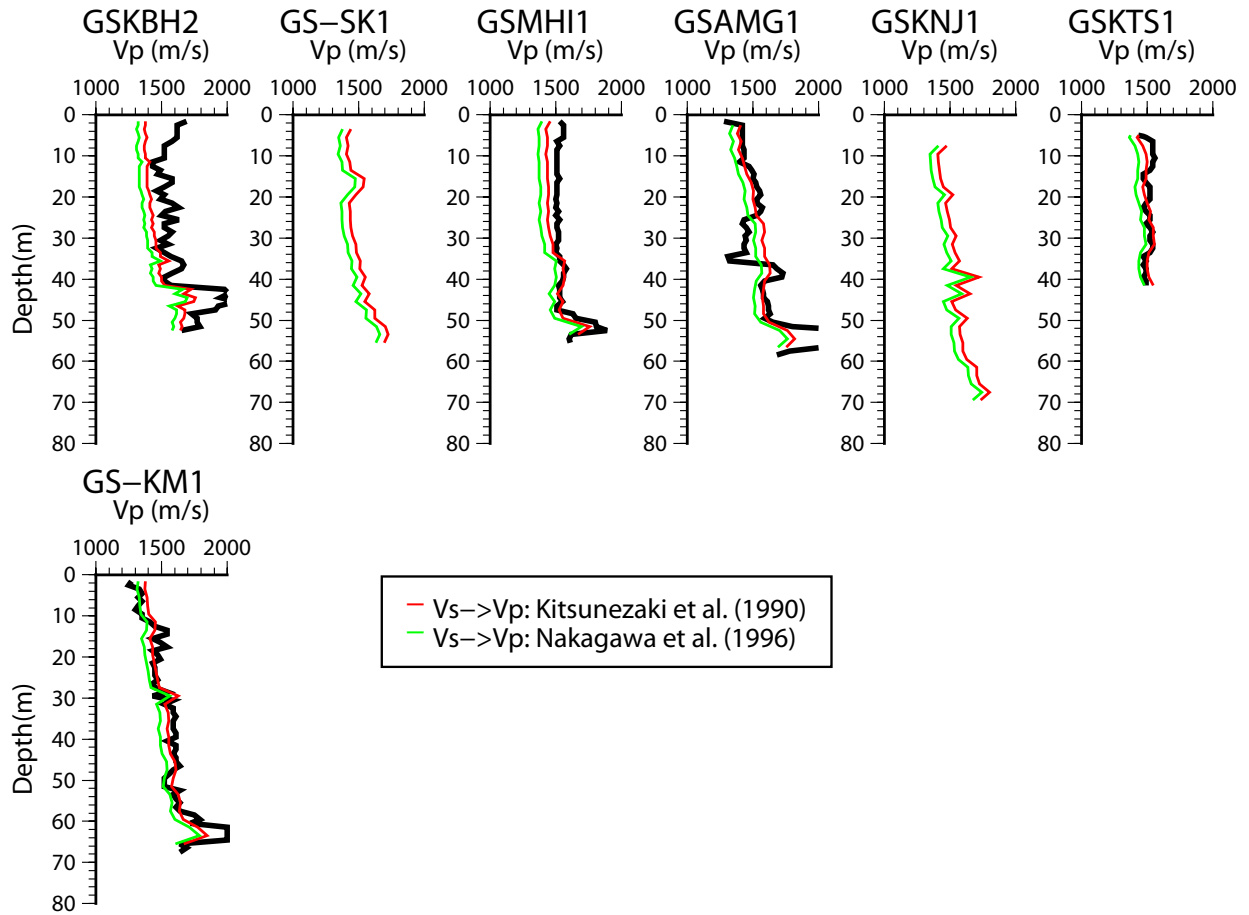 GSKBH2 GS−SK1 GSMHI1 GSAMG1 GSKNJ1 GSKTS1
Vp (m/s) Vp (m/s) Vp (m/s) Vp (m/s) Vp (m/s) Vp (m/s)
1000 1500 2000 1000 1500 2000 1000 1500 2000 1000 1500 2000 1000 1500 2000 1000 1500 2000
0 0 0 0 0 0
10 10 10 10 10 10
20 20 20 20 20 20
30 30 30 30 30 30
40 40 40 40 40 40
50 50 50 50 50 50
60 60 60 60 60 60
70 70 70 70 70 70
80 80 80 80 80 80
Depth(m)
GS−KM1
Vp (m/s)
1000 1500 2000
0
10
20
30
40
50
60
70
80
Depth(m)
Vs−>Vp: Kitsunezaki et al. (1990)
Vs−>Vp: Nakagawa et al. (1996)